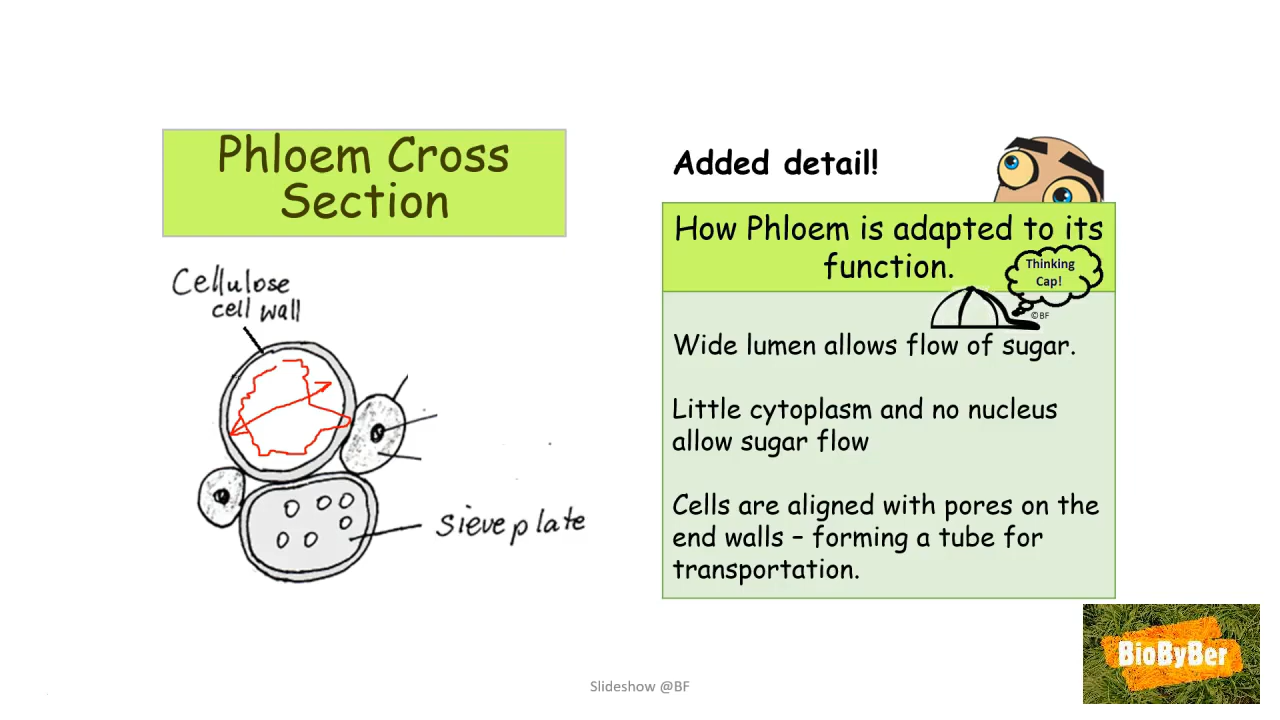 Phloem Cross
Section
Cellulose
cell wall
sieve plate
Added detail!
How Phloem is adapted to its
function.
Thinking
Cap!
©BF
Wide lumen allows flow of sugar.
Little cytoplasm and no nucleus
allow sugar flow
Cells are aligned with pores on the
end walls – forming a tube for
transportation.
BioByBer
Slideshow @BF